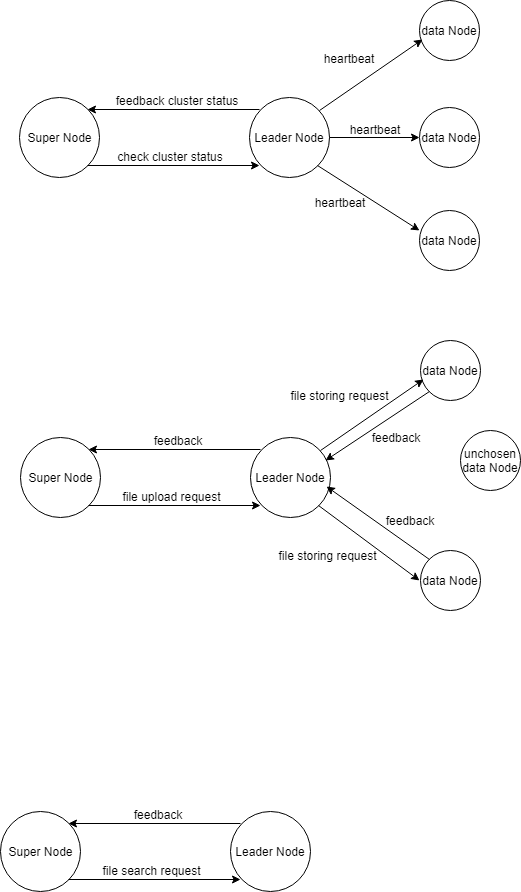 data Node
heartbeat
feedback cluster status
Super Node
Leader Node
heartbeat
data Node
check cluster status
heartbeat
data Node
data Node
file storing request
feedback
feedback
unchosen
data Node
Super Node
Leader Node
file upload request
feedback
file storing request
data Node
feedback
Super Node
Leader Node
file search request